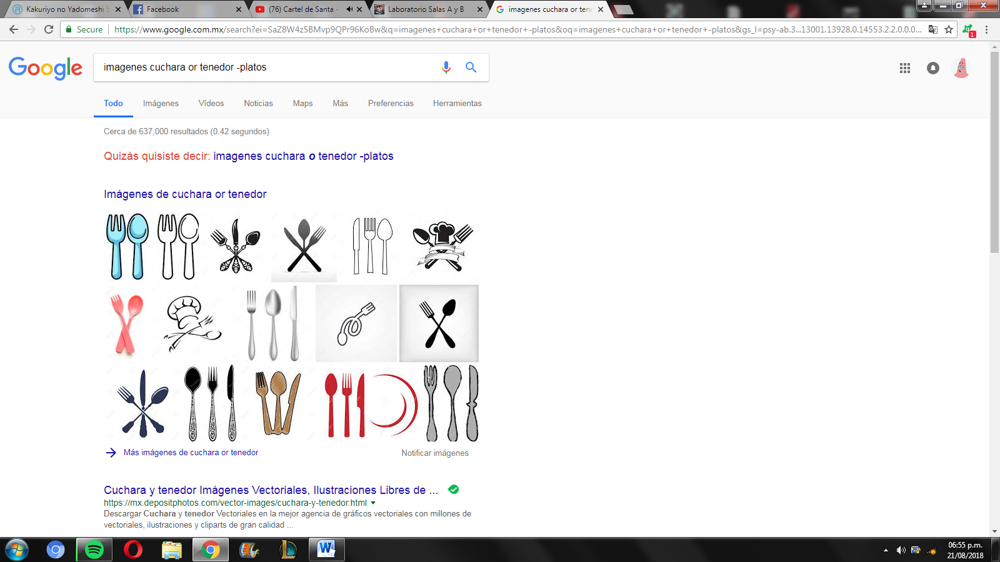 Kakuriyo no Yadomeshi S
Facebook
(76) Cartel de Santa -
Laboratorio Salas A y B
imagenes cuchara or tene
Secure
https://www.google.com.mx/search?ei=SaZ8W4z5BMvp9QPr96KoBw&q=imagenes+cuchara+or+tenedor+-platos&oq=imagenes+cuchara+or+tenedor+-platos&gs_l=psy-ab.3...13001.13928.0.14553.2.2.0.0.0...
1
Google
imagenes cuchara or tenedor -platos
Todo
Imágenes
Vídeos
Noticias
Maps
Más
Preferencias
Herramientas
Cerca de 637,000 resultados (0.42 segundos)
Quizás quisiste decir: imagenes cuchara o tenedor -platos
Imágenes de cuchara or tenedor
Más imágenes de cuchara or tenedor
Notificar imágenes
Cuchara y tenedor Imágenes Vectoriales, Ilustraciones Libres de ...
https://mx.depositphotos.com/vector-images/cuchara-y-tenedor.html
Descargar Cuchara y tenedor Vectoriales en la mejor agencia de gráficos vectoriales con millones de
vectoriales, ilustraciones y cliparts de gran calidad ...
06:55 p.m.
21/08/2018